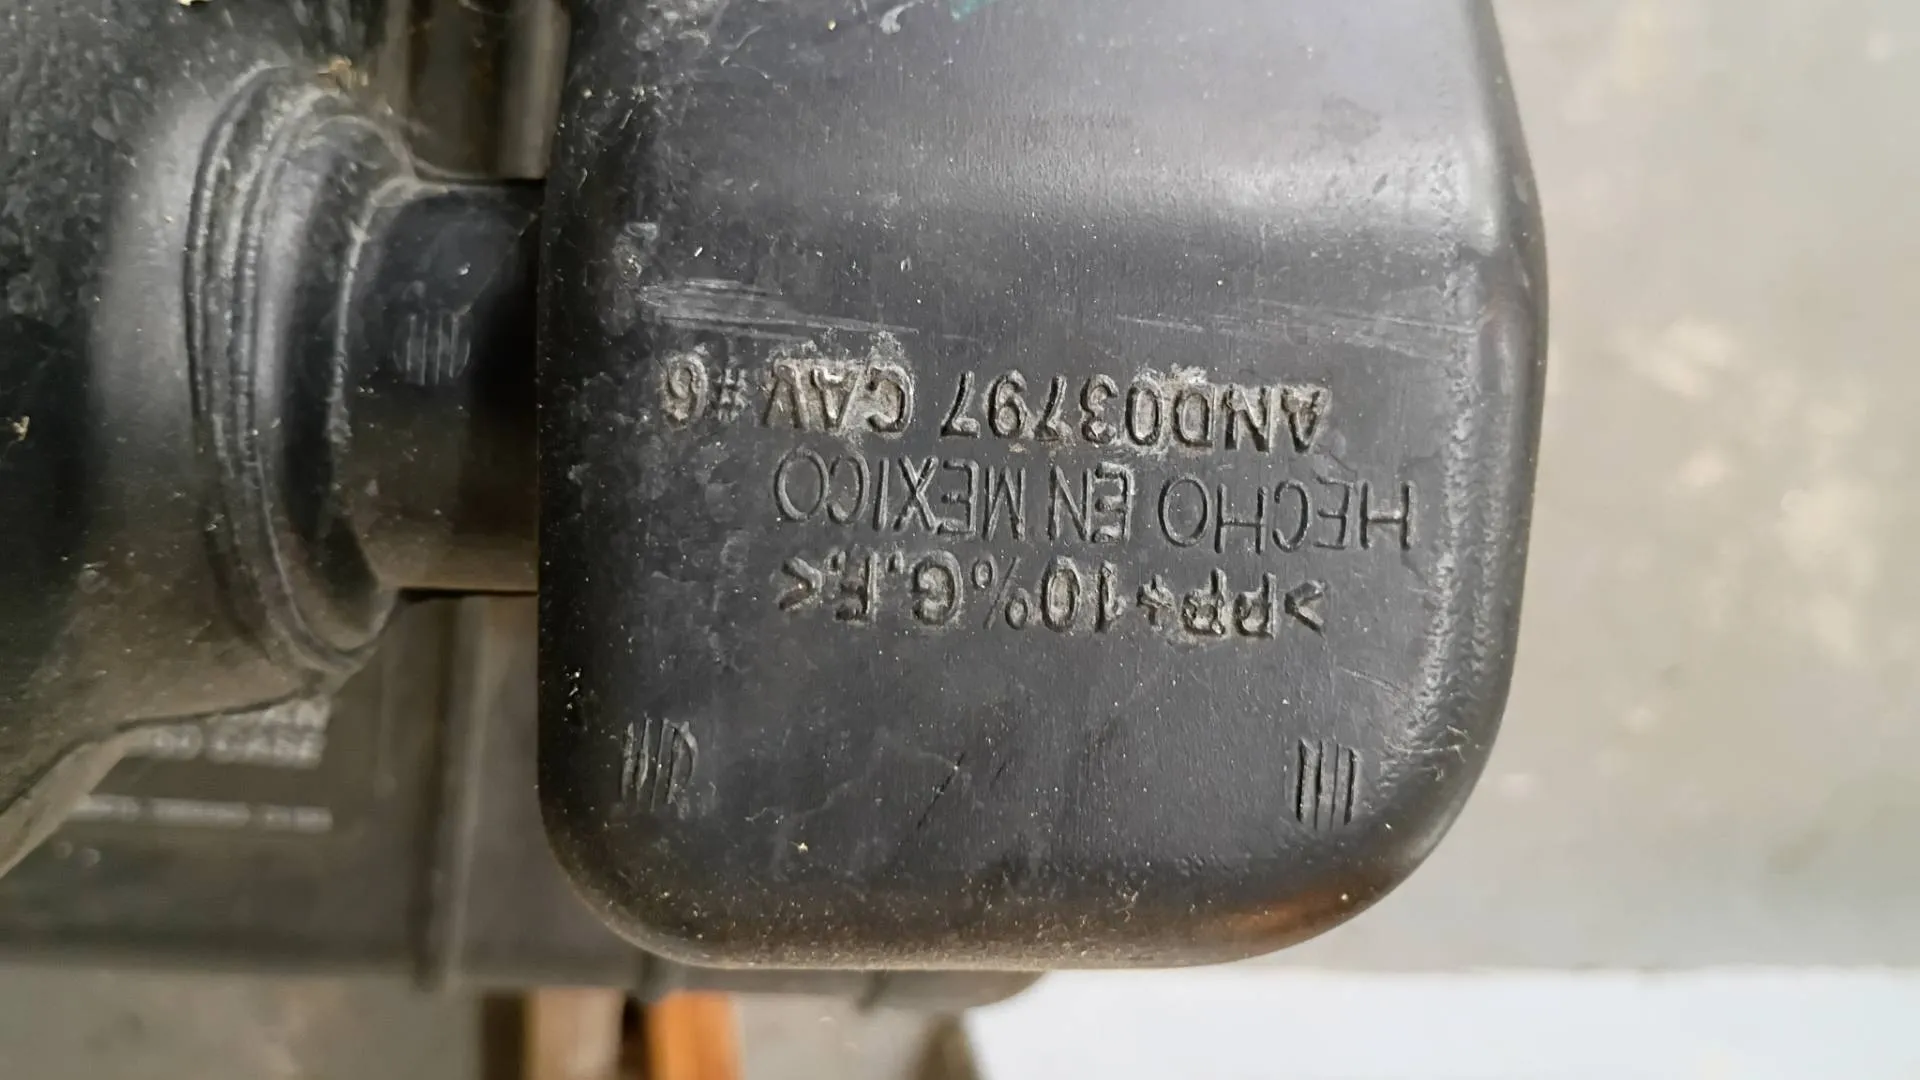 >PP+10%G.F.<
HECHO EN MEXICO
AND03797 CAV #6